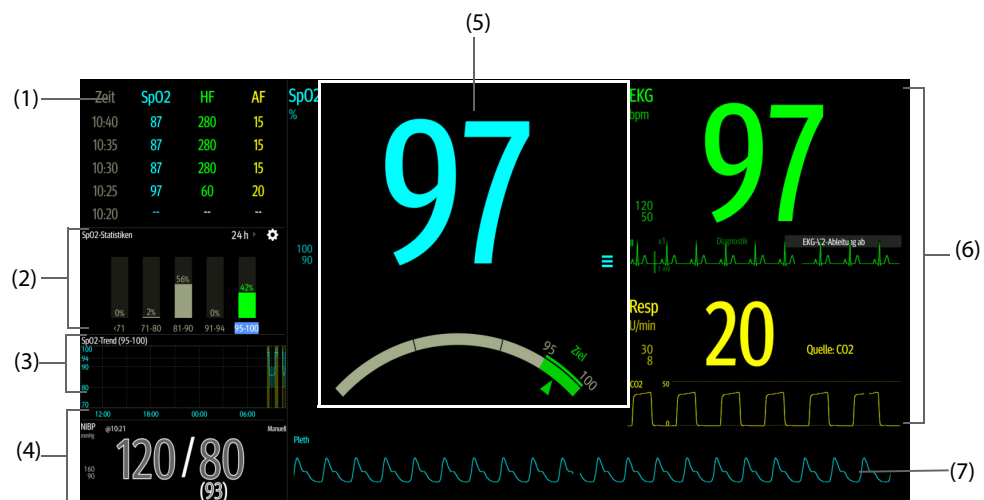 (5)
(1)
Zeit SpO2 HF AF
10:40 87 280 15
10:35 87 280 15
10:30 87 280 15
10:25 97 60 20
10:20 -- -- --
(2)
SpO2-Statistiken 24 h
0% 2% 56% 0% 42%
<71 71-80 81-90 91-94 95-100
(3)
SpO2-Trend (95-100)
100
94
90
80
70
12:00 18:00 00:00 06:00
(4)
NIBP @10:21 Manuell
mmHg
160
90
120/80
(93)
SpO2
%
97
100
90
95 Ziel 100
EKG
bpm
97
120
50
II x1 Diagnostik EKG-V2-Ableitung ab
1 mV
(6)
Resp
U/min
20
30
8
Quelle: CO2
CO2 50
0
Pleth
(7)